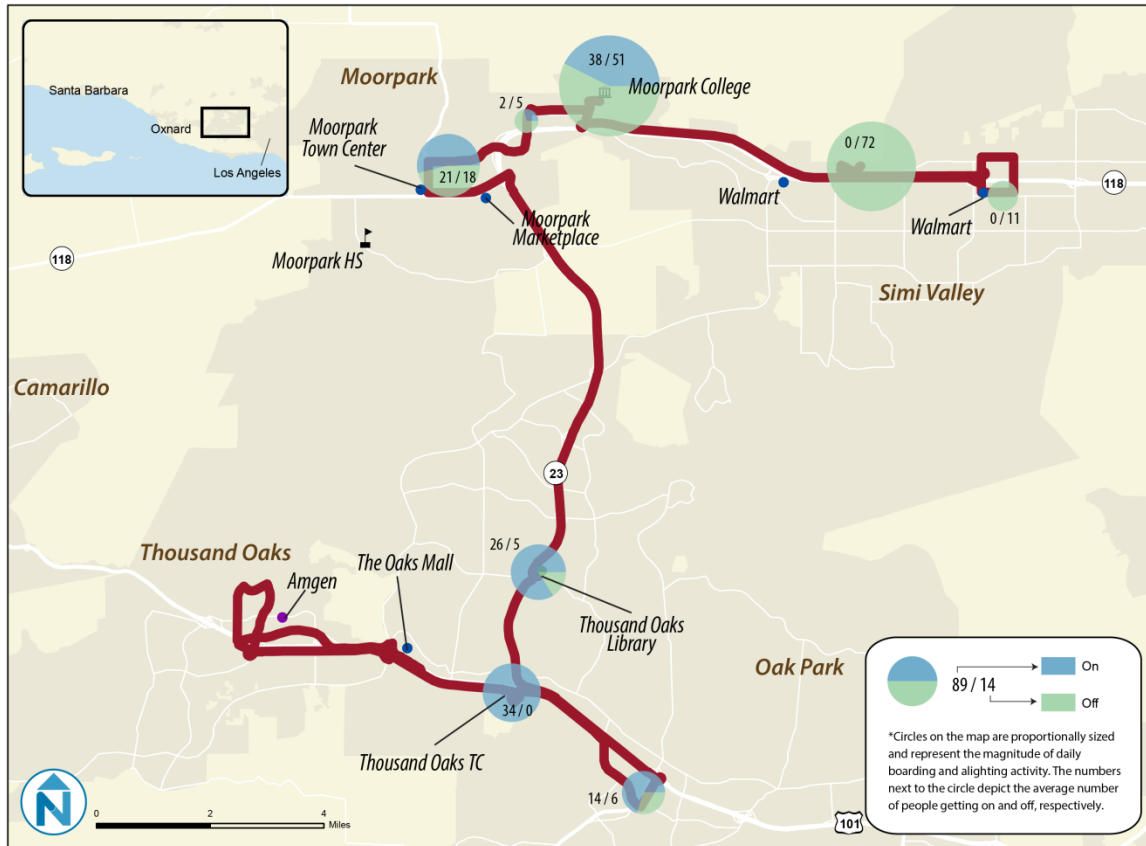 Santa Barbara
Oxnard
Los Angeles
Moorpark
38 / 51
Moorpark College
2 / 5
Moorpark
Town Center
21 / 18
0 / 72
Walmart
118
Walmart
0 / 11
Moorpark
Marketplace
Moorpark HS
118
Simi Valley
Camarillo
23
Thousand Oaks
26 / 5
The Oaks Mall
Amgen
Thousand Oaks
Library
Oak Park
34 / 0
Thousand Oaks TC
14 / 6
101
89 / 14
On
Off
*Circles on the map are proportionally sized
and represent the magnitude of daily
boarding and alighting activity. The numbers
next to the circle depict the average number
of people getting on and off, respectively.
N
0 2 4
Miles